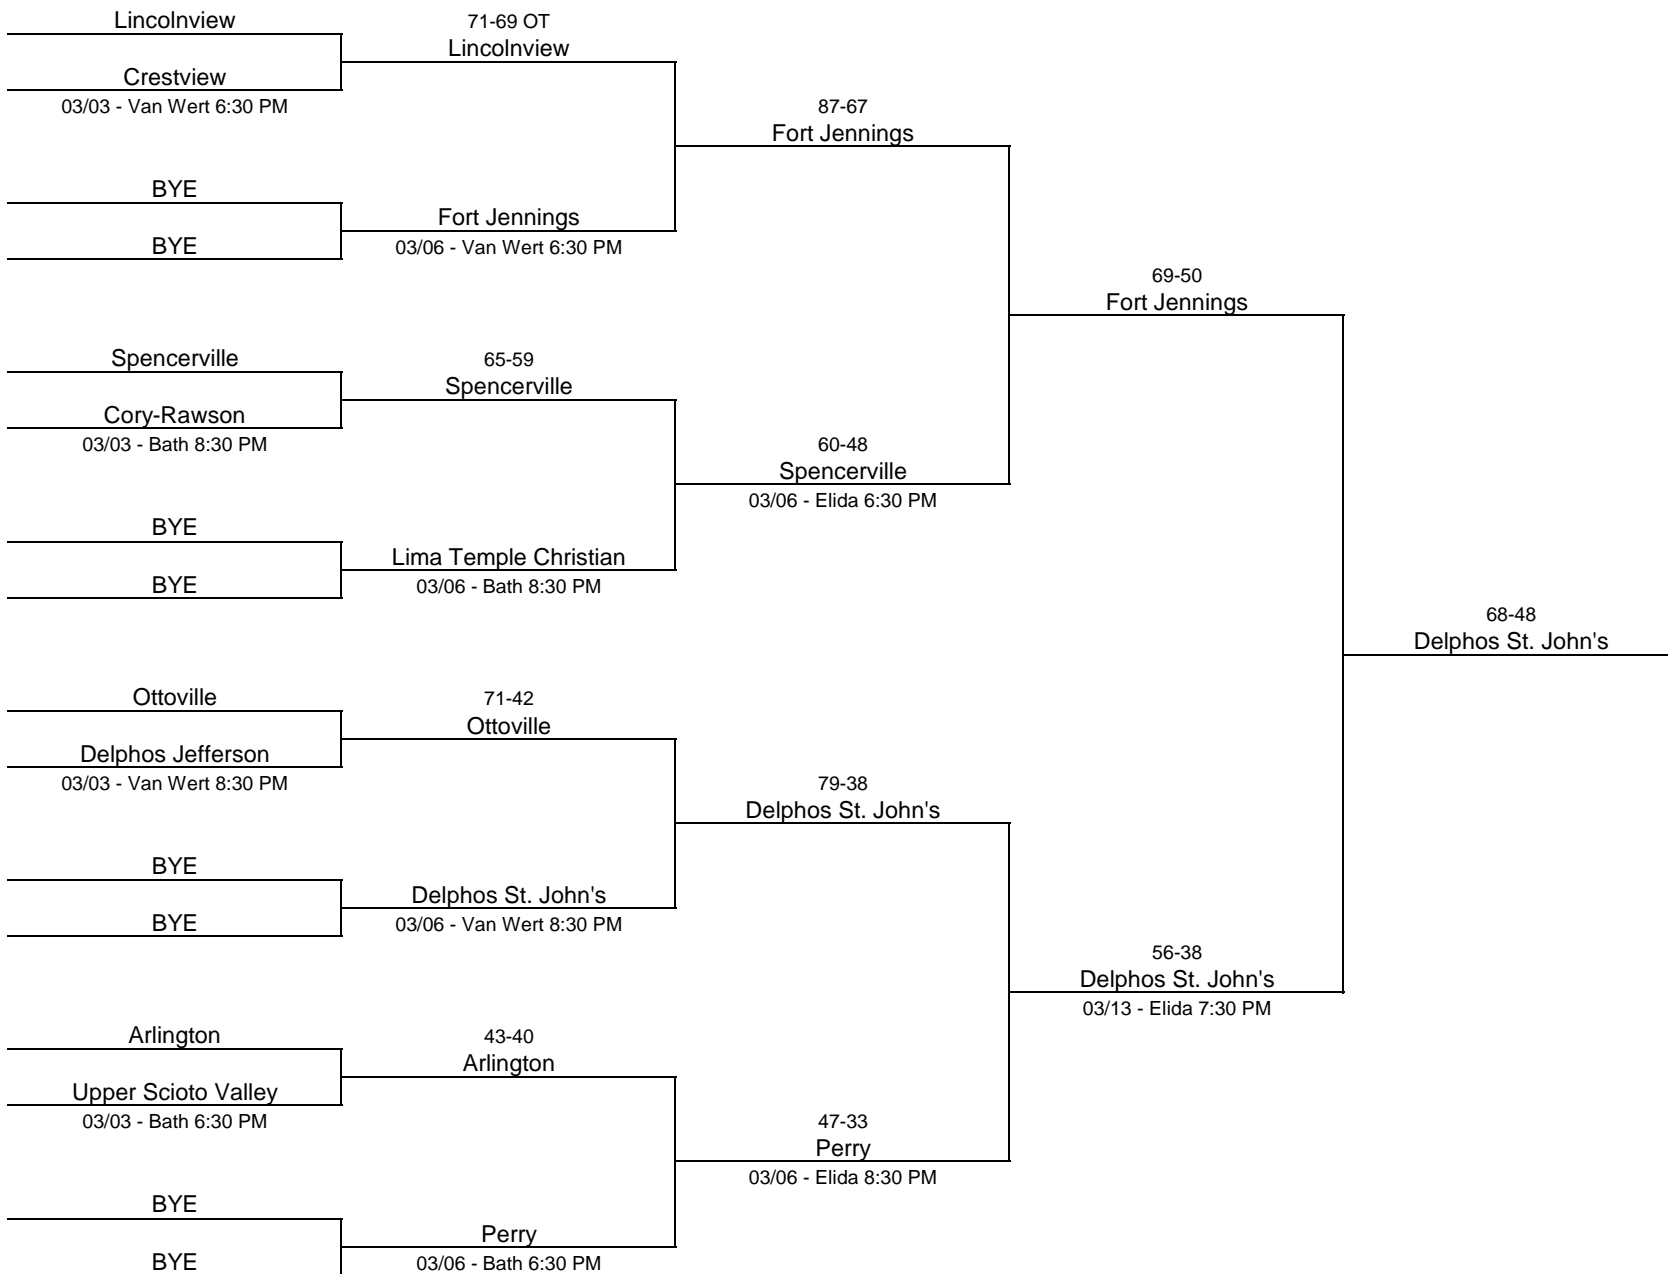 Lincolnview
Crestview
03/03 - Van Wert 6:30 PM
BYE
BYE
Spencerville
Cory-Rawson
03/03 - Bath 8:30 PM
BYE
BYE
Ottoville
Delphos Jefferson
03/03 - Van Wert 8:30 PM
BYE
BYE
Arlington
Upper Scioto Valley
03/03 - Bath 6:30 PM
BYE
BYE
71-69 OT
Lincolnview
Fort Jennings
03/06 - Van Wert 6:30 PM
65-59
Spencerville
Lima Temple Christian
03/06 - Bath 8:30 PM
71-42
Ottoville
Delphos St. John's
03/06 - Van Wert 8:30 PM
43-40
Arlington
Perry
03/06 - Bath 6:30 PM
87-67
Fort Jennings
60-48
Spencerville
03/06 - Elida 6:30 PM
79-38
Delphos St. John's
47-33
Perry
03/06 - Elida 8:30 PM
69-50
Fort Jennings
56-38
Delphos St. John's
03/13 - Elida 7:30 PM
68-48
Delphos St. John's